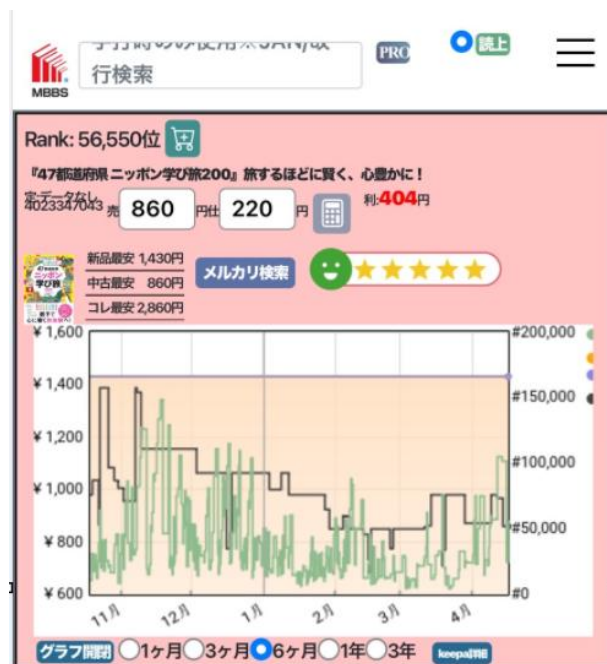 行検索
PRO
読上
MBBS
Rank: 56,550位
『47都道府県 ニッポン学び旅200』旅するほどに賢く、心豊かに！
定:データなし
4023347043 売 860 円仕 220 円 利:404円
新品最安 1,430円
中古最安 860円
コレ最安 2,860円
メルカリ検索
¥ 1,600 #200,000
¥ 1,400 #150,000
¥ 1,200
¥ 1,000 #100,000
¥ 800 #50,000
¥ 600 #0
11月 12月 1月 2月 3月 4月
グラフ開閉 1ヶ月 3ヶ月 6ヶ月 1年 3年 keepa詳細